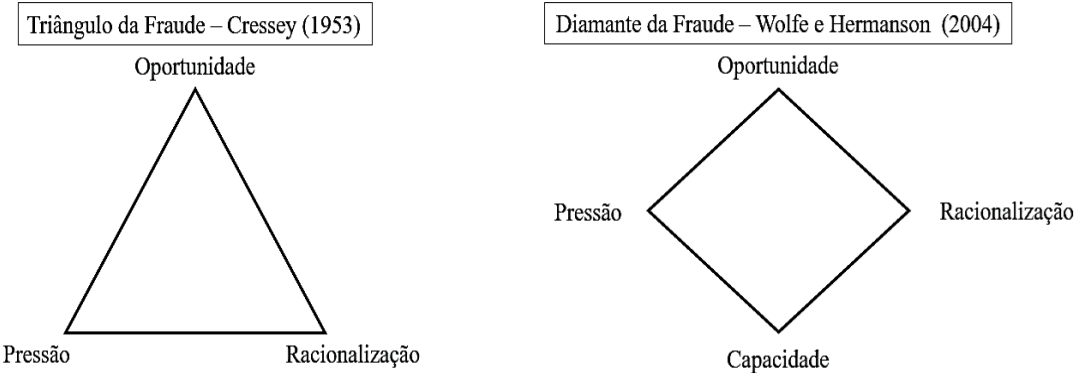 Triângulo da Fraude – Cressey (1953)
Oportunidade
Pressão
Racionalização
Diamante da Fraude – Wolfe e Hermanson (2004)
Oportunidade
Pressão
Racionalização
Capacidade